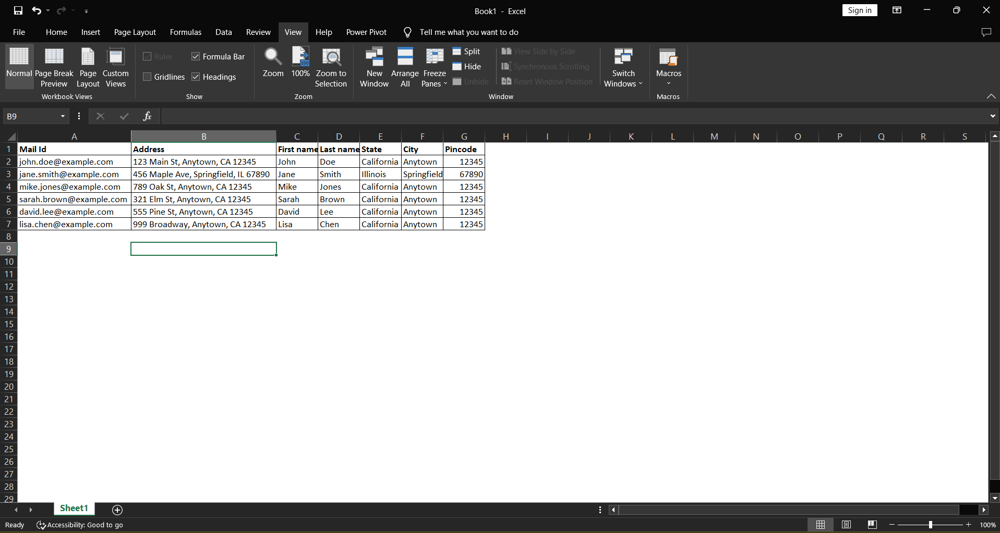 Book1 - Excel
Sign in
File Home Insert Page Layout Formulas Data Review View Help Power Pivot Tell me what you want to do
Normal
Page Break Preview
Page Layout
Custom Views
Workbook Views
Ruler
Formula Bar
Gridlines
Headings
Show
Zoom
100%
100
Zoom to Selection
Zoom
New Window
Arrange All
Freeze Panes
Split
Hide
Unhide
View Side by Side
Synchronous Scrolling
Reset Window Position
Switch Windows
Window
Macros
Macros
B9
fx
A B C D E F G H I J K L M N O P Q R S
1 Mail Id Address First name Last name State City Pincode
2 john.doe@example.com 123 Main St, Anytown, CA 12345 John Doe California Anytown 12345
3 jane.smith@example.com 456 Maple Ave, Springfield, IL 67890 Jane Smith Illinois Springfield 67890
4 mike.jones@example.com 789 Oak St, Anytown, CA 12345 Mike Jones California Anytown 12345
5 sarah.brown@example.com 321 Elm St, Anytown, CA 12345 Sarah Brown California Anytown 12345
6 david.lee@example.com 555 Pine St, Anytown, CA 12345 David Lee California Anytown 12345
7 lisa.chen@example.com 999 Broadway, Anytown, CA 12345 Lisa Chen California Anytown 12345
8
9
10
11
12
13
14
15
16
17
18
19
20
21
22
23
24
25
26
27
28
29
Sheet1
Ready Accessibility: Good to go 100%